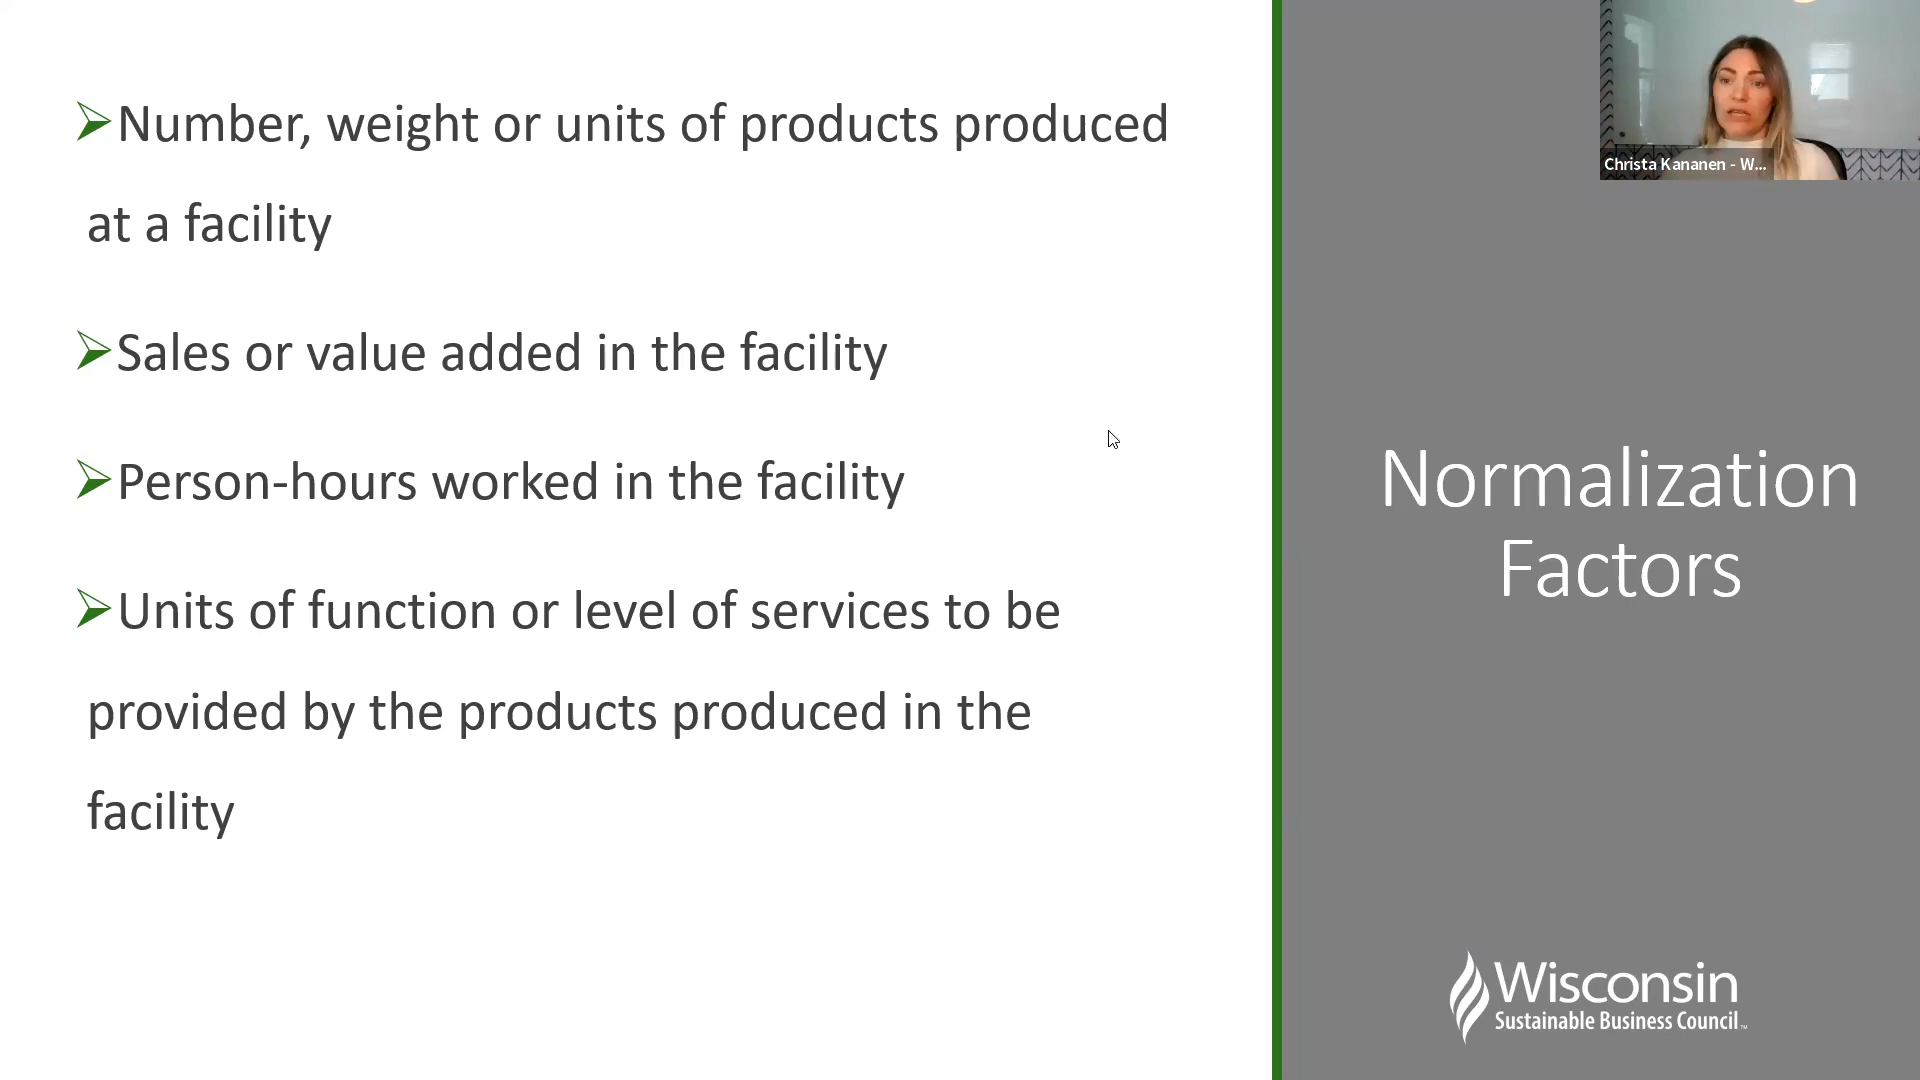 Number, weight or units of products produced
at a facility
Sales or value added in the facility
Person-hours worked in the facility
Units of function or level of services to be
provided by the products produced in the
facility
Christa Kananen - W...
Normalization
Factors
Wisconsin
Sustainable Business Council™